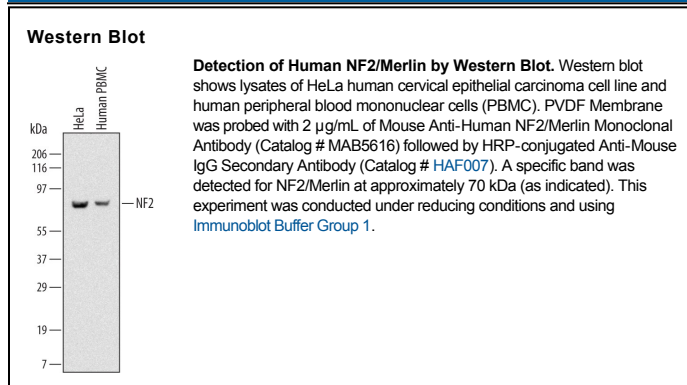 Western Blot
HeLa
Human PBMC
kDa
206
116
97
NF2
55
37
29
19
7
Detection of Human NF2/Merlin by Western Blot. Western blot
shows lysates of HeLa human cervical epithelial carcinoma cell line and
human peripheral blood mononuclear cells (PBMC). PVDF Membrane
was probed with 2 µg/mL of Mouse Anti-Human NF2/Merlin Monoclonal
Antibody (Catalog # MAB5616) followed by HRP-conjugated Anti-Mouse
IgG Secondary Antibody (Catalog # HAF007). A specific band was
detected for NF2/Merlin at approximately 70 kDa (as indicated). This
experiment was conducted under reducing conditions and using
Immunoblot Buffer Group 1.